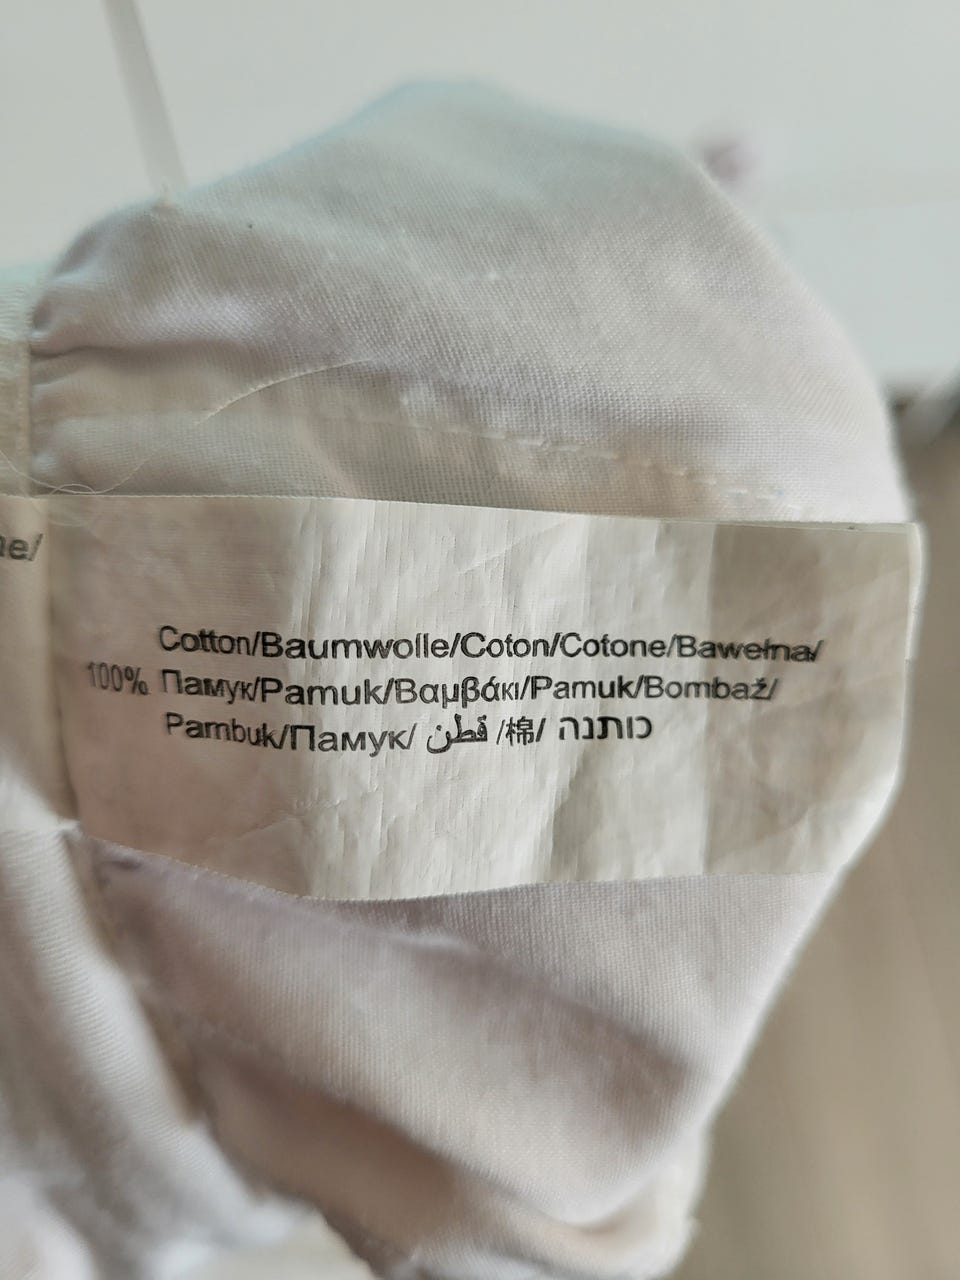 Cotton/Baumwolle/Coton/Cotone/Bawełna/
100% Памук/Pamuk/Βαμβάκι/Pamuk/Bombaž/
Pambuk/Памук/ قطن /棉/ כותנה